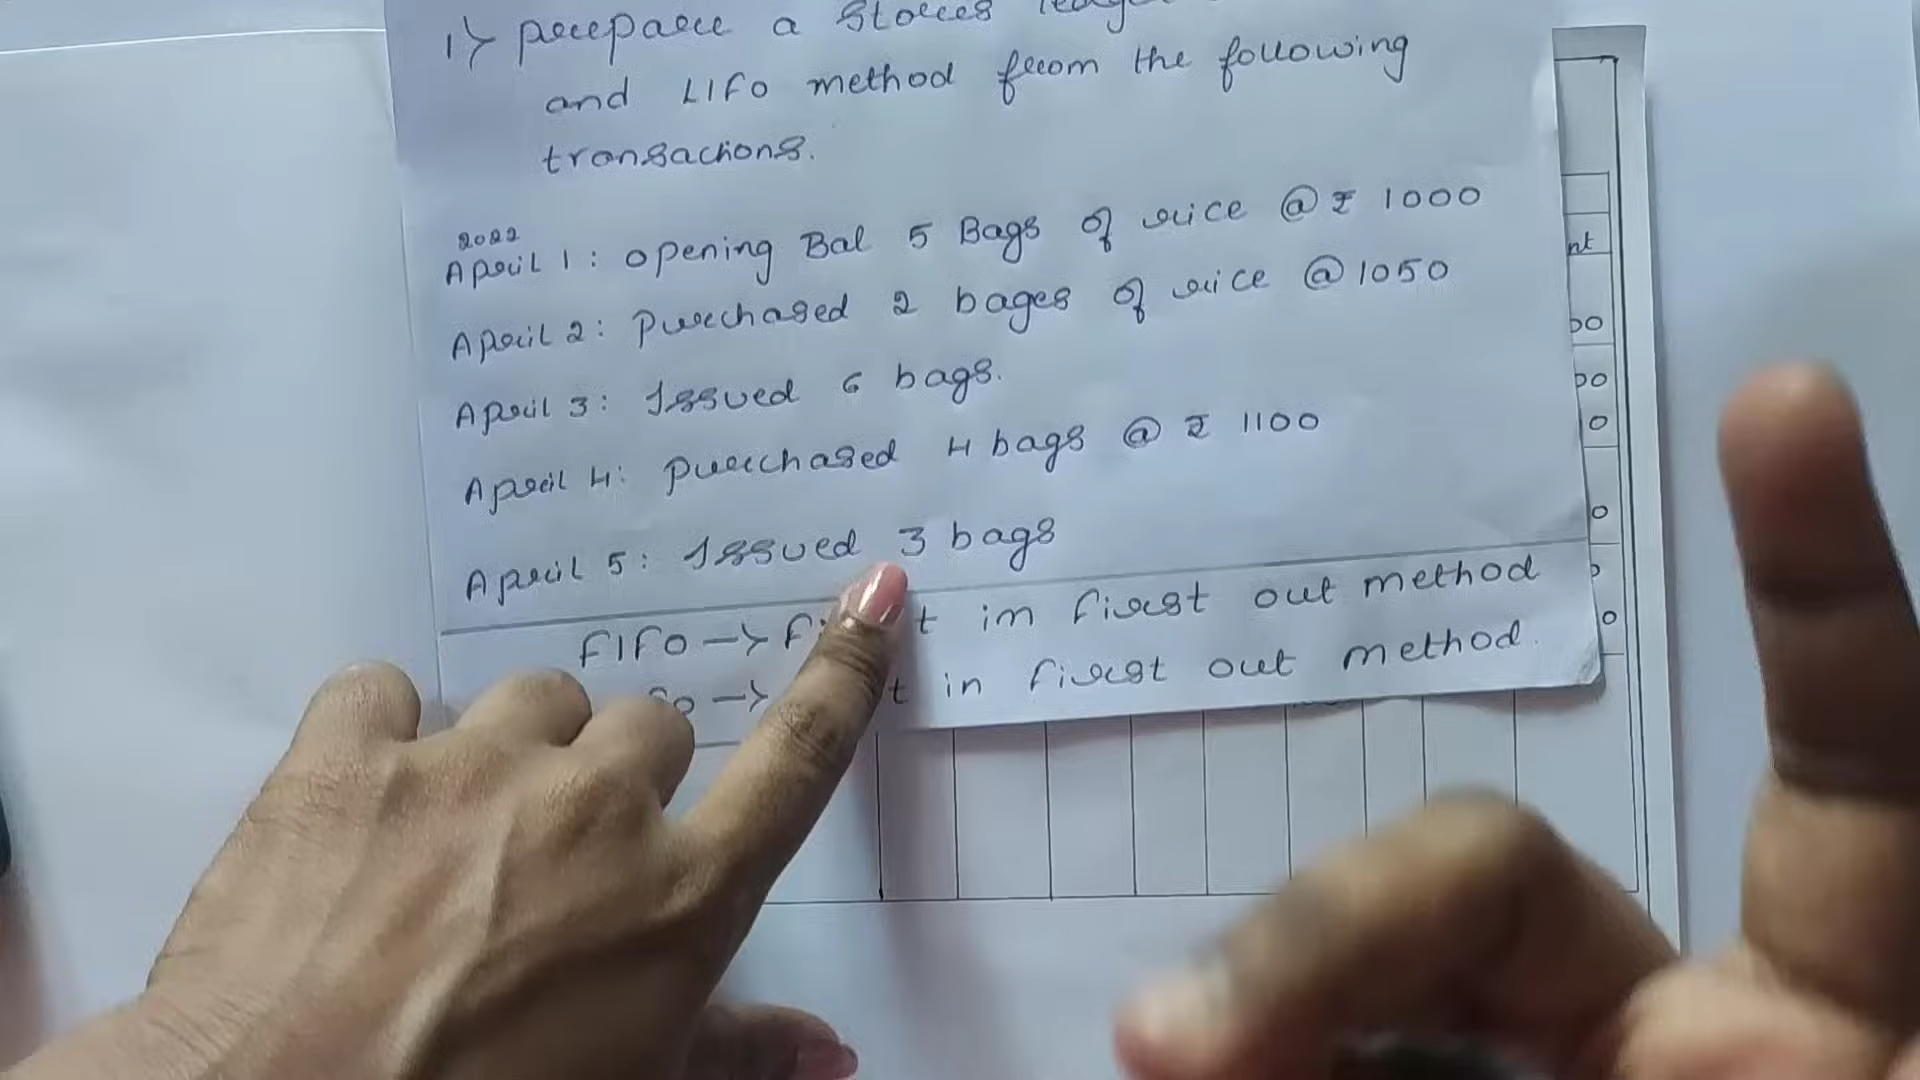 1) prepare a stores
and LIFO method from the following
transactions.
2022
April 1: opening Bal 5 Bags of rice @ ₹ 1000
April 2: purchased 2 bages of rice @ 1050
April 3: Issued 6 bags.
April 4: purchased 4 bags @ ₹ 1100
April 5: Issued 3 bags
FIFO -> in first out method
-> in first out method.
nt